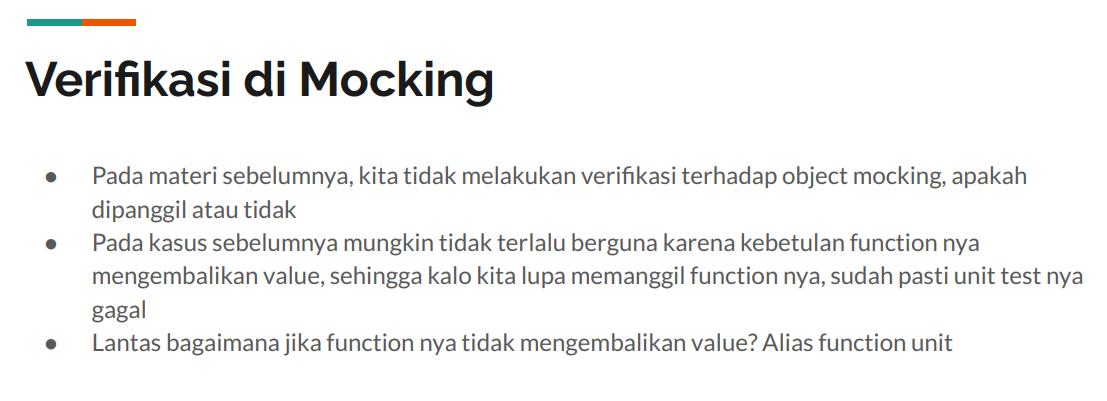 Verifikasi di Mocking
● Pada materi sebelumnya, kita tidak melakukan verifikasi terhadap object mocking, apakah
dipanggil atau tidak
● Pada kasus sebelumnya mungkin tidak terlalu berguna karena kebetulan function nya
mengembalikan value, sehingga kalo kita lupa memanggil function nya, sudah pasti unit test nya
gagal
● Lantas bagaimana jika function nya tidak mengembalikan value? Alias function unit